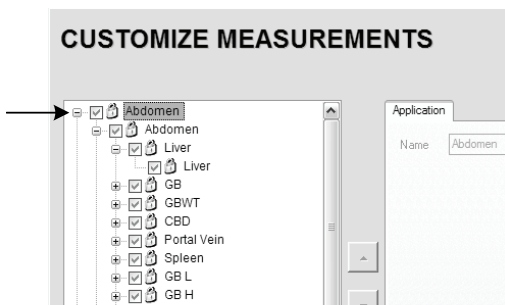 CUSTOMIZE MEASUREMENTS
Abdomen
Abdomen
Liver
Liver
GB
GBWT
CBD
Portal Vein
Spleen
GB L
GB H
Application
Name Abdomen